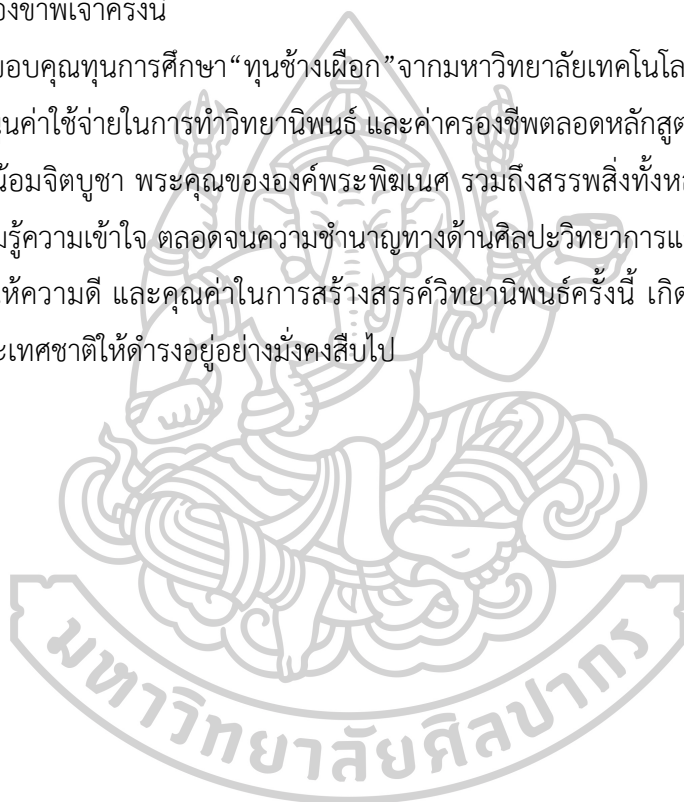 องข้าพเจ้าครั้งนี้
อบคุณทุนการศึกษา“ทุนช้างเผือก”จากมหาวิทยาลัยเทคโนโล
นค่าใช้จ่ายในการทำวิทยานิพนธ์ และค่าครองชีพตลอดหลักสูต
น้อมจิตบูชา พระคุณขององค์พระพิฆเนศ รวมถึงสรรพสิ่งทั้งห
มรู้ความเข้าใจ ตลอดจนความชำนาญทางด้านศิลปะวิทยาการแ
ห้ความดี และคุณค่าในการสร้างสรรค์วิทยานิพนธ์ครั้งนี้ เกิด
ะเทศชาติให้ดำรงอยู่อย่างมั่งคงสืบไป
มหาวิทยาลัยศิลปากร